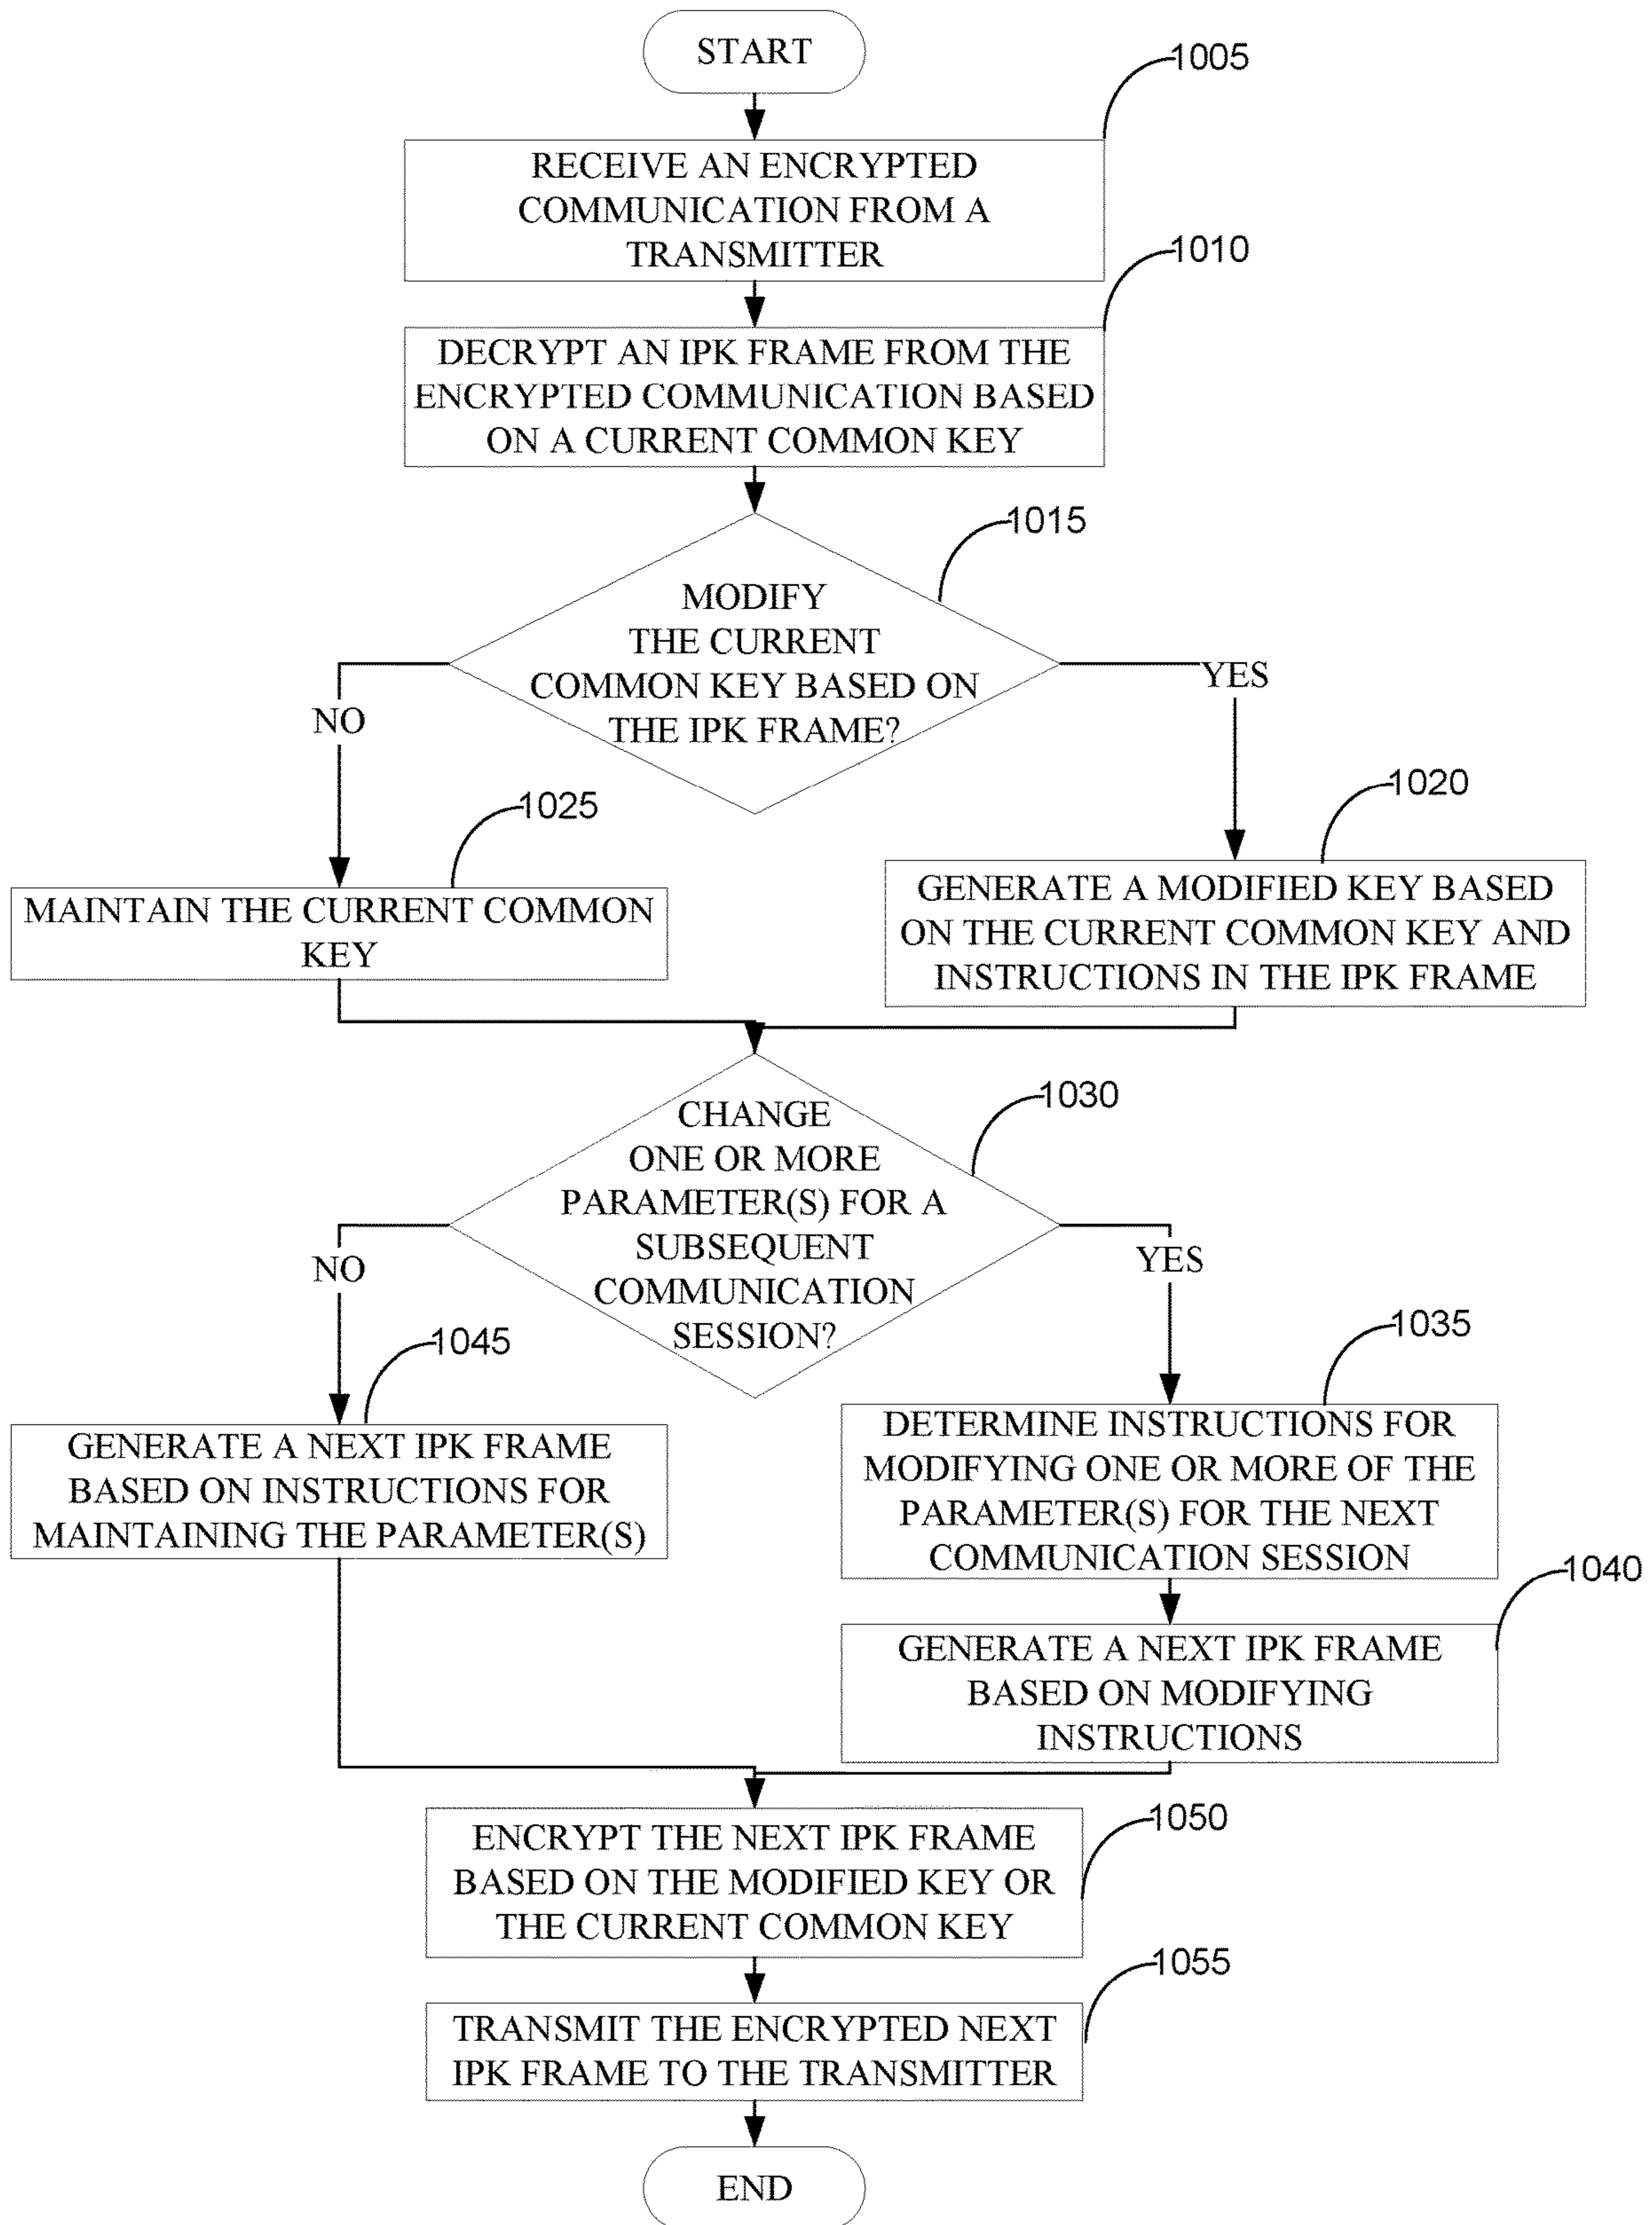 START
1005
RECEIVE AN ENCRYPTED
COMMUNICATION FROM A
TRANSMITTER
1010
DECRYPT AN IPK FRAME FROM THE
ENCRYPTED COMMUNICATION BASED
ON A CURRENT COMMON KEY
1015
MODIFY
THE CURRENT
COMMON KEY BASED ON
THE IPK FRAME?
NO
YES
1025
MAINTAIN THE CURRENT COMMON
KEY
1020
GENERATE A MODIFIED KEY BASED
ON THE CURRENT COMMON KEY AND
INSTRUCTIONS IN THE IPK FRAME
1030
CHANGE
ONE OR MORE
PARAMETER(S) FOR A
SUBSEQUENT
COMMUNICATION
SESSION?
NO
YES
1045
GENERATE A NEXT IPK FRAME
BASED ON INSTRUCTIONS FOR
MAINTAINING THE PARAMETER(S)
1035
DETERMINE INSTRUCTIONS FOR
MODIFYING ONE OR MORE OF THE
PARAMETER(S) FOR THE NEXT
COMMUNICATION SESSION
1040
GENERATE A NEXT IPK FRAME
BASED ON MODIFYING
INSTRUCTIONS
1050
ENCRYPT THE NEXT IPK FRAME
BASED ON THE MODIFIED KEY OR
THE CURRENT COMMON KEY
1055
TRANSMIT THE ENCRYPTED NEXT
IPK FRAME TO THE TRANSMITTER
END